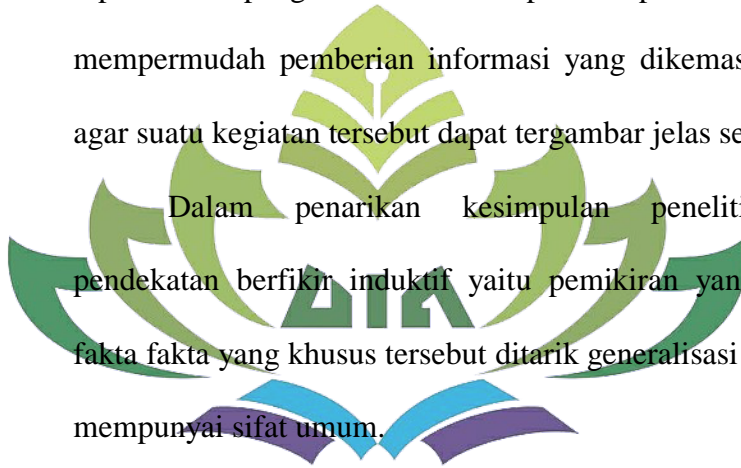 mempermudah pemberian informasi yang dikemas
agar suatu kegiatan tersebut dapat tergambar jelas se
Dalam penarikan kesimpulan peneliti
pendekatan berfikir induktif yaitu pemikiran yan
fakta fakta yang khusus tersebut ditarik generalisasi
mempunyai sifat umum.